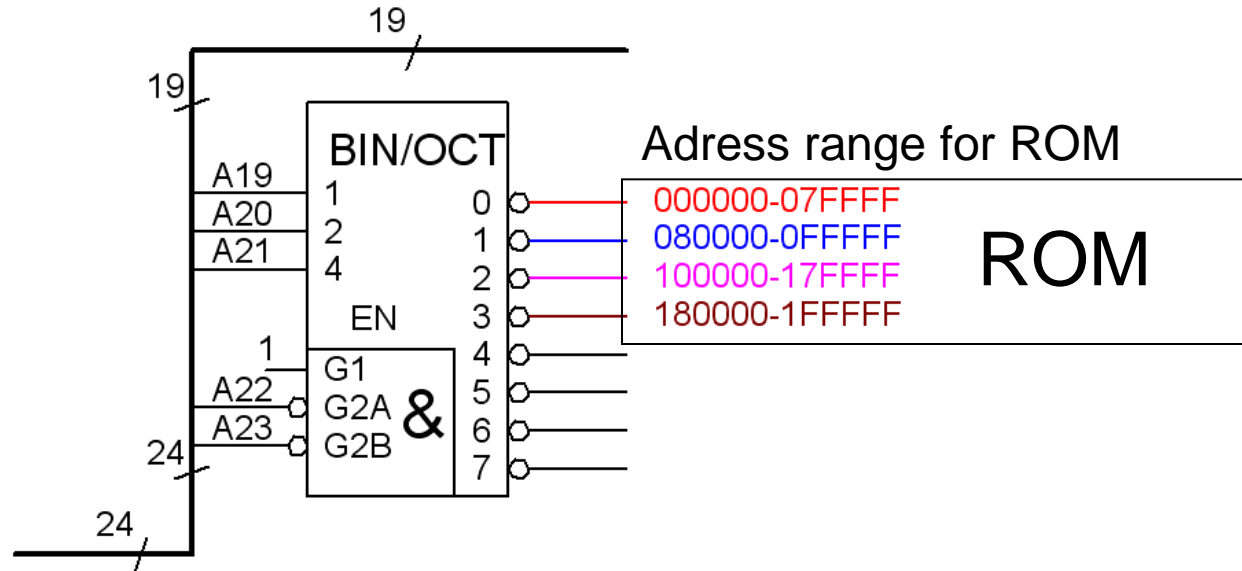 19
19
BIN/OCT
Adress range for ROM
A19 1 0 000000-07FFFF
A20 2 1 080000-0FFFFF
A21 4 2 100000-17FFFF
ROM
EN 3 180000-1FFFFF
1 G1 4
A22 G2A & 5
A23 G2B 6
24 7
24